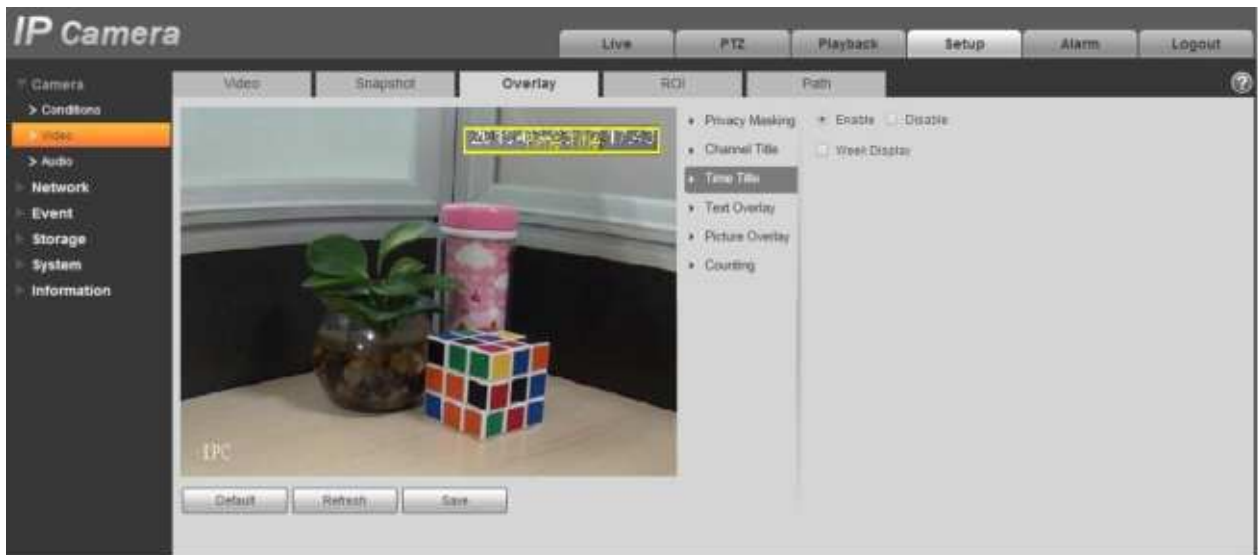 IP Camera
Live
PTZ
Playback
Setup
Alarm
Logout
Camera
Conditions
Video
Audio
Network
Event
Storage
System
Information
Video
Snapshot
Overlay
ROI
Path
Privacy Masking
Channel Title
Time Title
Text Overlay
Picture Overlay
Counting
Enable
Disable
Week Display
IPC
Default
Refresh
Save